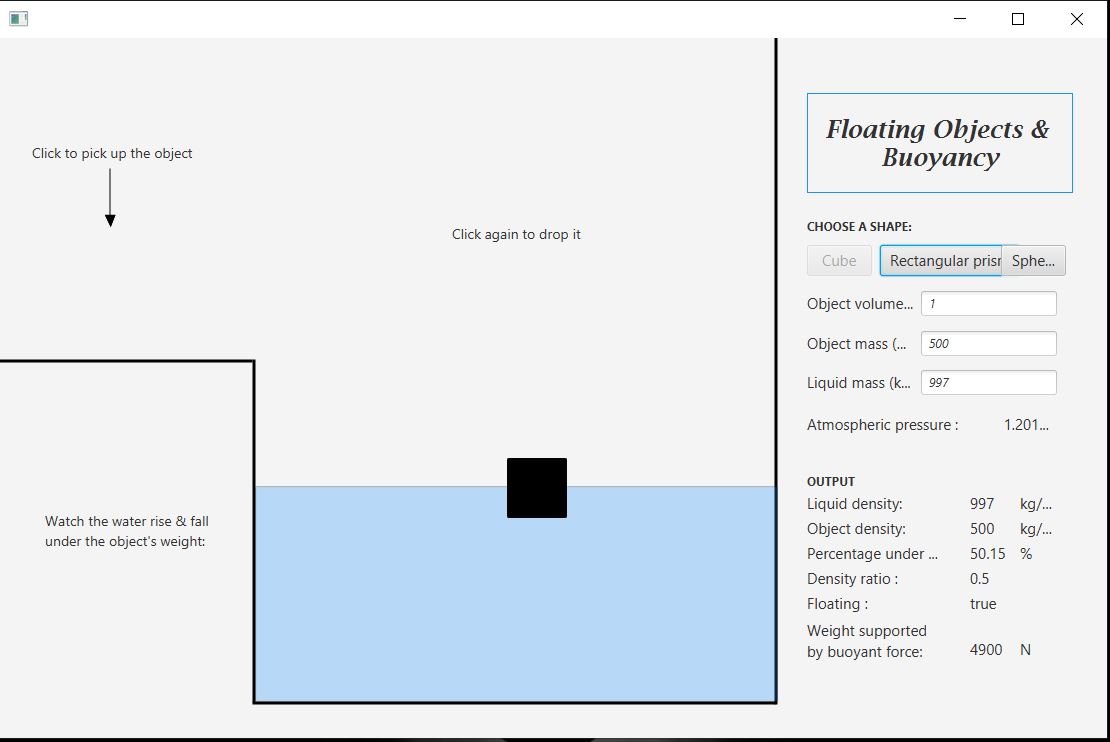 Click to pick up the object
Click again to drop it
Watch the water rise & fall
under the object's weight:
Floating Objects &
Buoyancy
CHOOSE A SHAPE:
Cube Rectangular prisr Sphe...
Object volume... 1
Object mass (... 500
Liquid mass (k... 997
Atmospheric pressure : 1.201...
OUTPUT
Liquid density: 997 kg/...
Object density: 500 kg/...
Percentage under ... 50.15 %
Density ratio : 0.5
Floating : true
Weight supported
by buoyant force: 4900 N